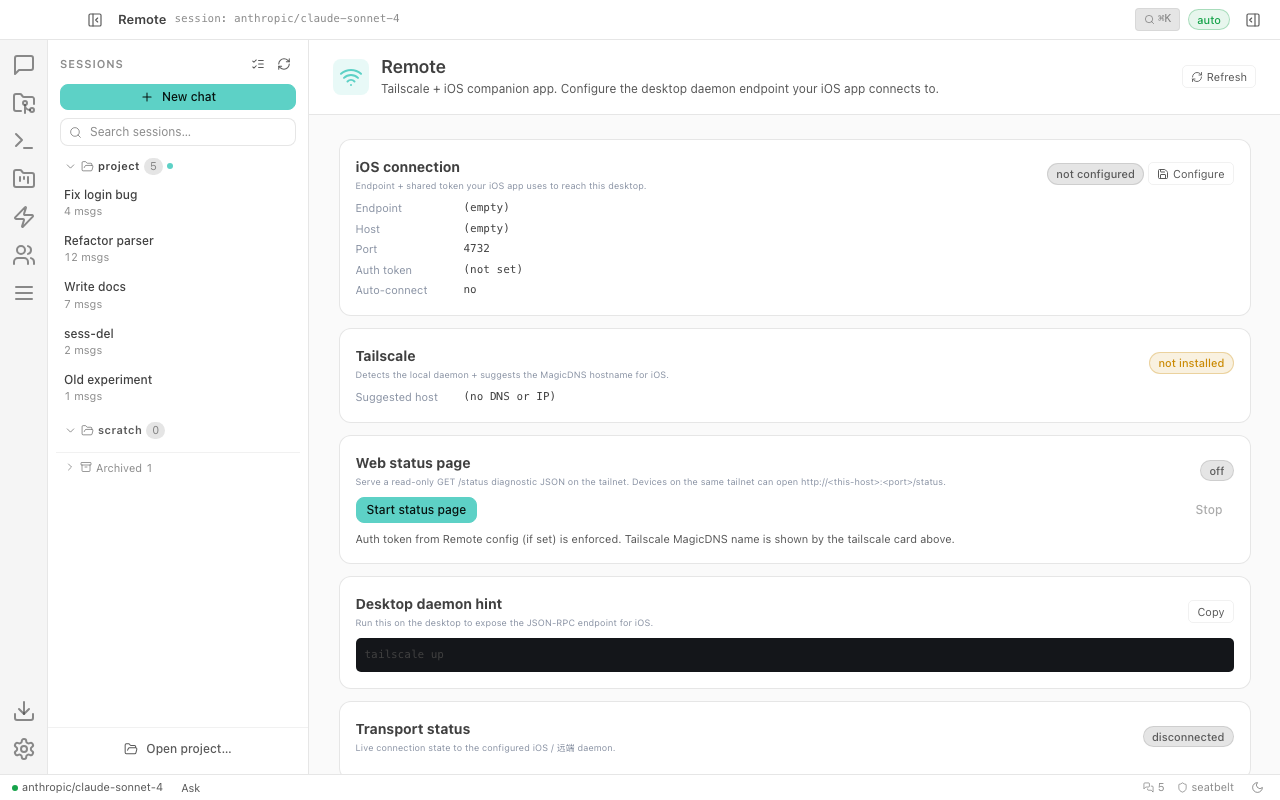 Remote session: anthropic/claude-sonnet-4
⌘K
auto
SESSIONS
New chat
Search sessions...
project 5
Fix login bug
4 msgs
Refactor parser
12 msgs
Write docs
7 msgs
sess-del
2 msgs
Old experiment
1 msgs
scratch 0
Archived 1
Open project...
Remote
Tailscale + iOS companion app. Configure the desktop daemon endpoint your iOS app connects to.
Refresh
iOS connection
Endpoint + shared token your iOS app uses to reach this desktop.
not configured
Configure
Endpoint (empty)
Host (empty)
Port 4732
Auth token (not set)
Auto-connect no
Tailscale
Detects the local daemon + suggests the MagicDNS hostname for iOS.
not installed
Suggested host (no DNS or IP)
Web status page
Serve a read-only GET /status diagnostic JSON on the tailnet. Devices on the same tailnet can open http://<this-host>:<port>/status.
off
Start status page
Stop
Auth token from Remote config (if set) is enforced. Tailscale MagicDNS name is shown by the tailscale card above.
Desktop daemon hint
Run this on the desktop to expose the JSON-RPC endpoint for iOS.
Copy
tailscale up
Transport status
Live connection state to the configured iOS / 远端 daemon.
disconnected
anthropic/claude-sonnet-4 Ask
5
seatbelt